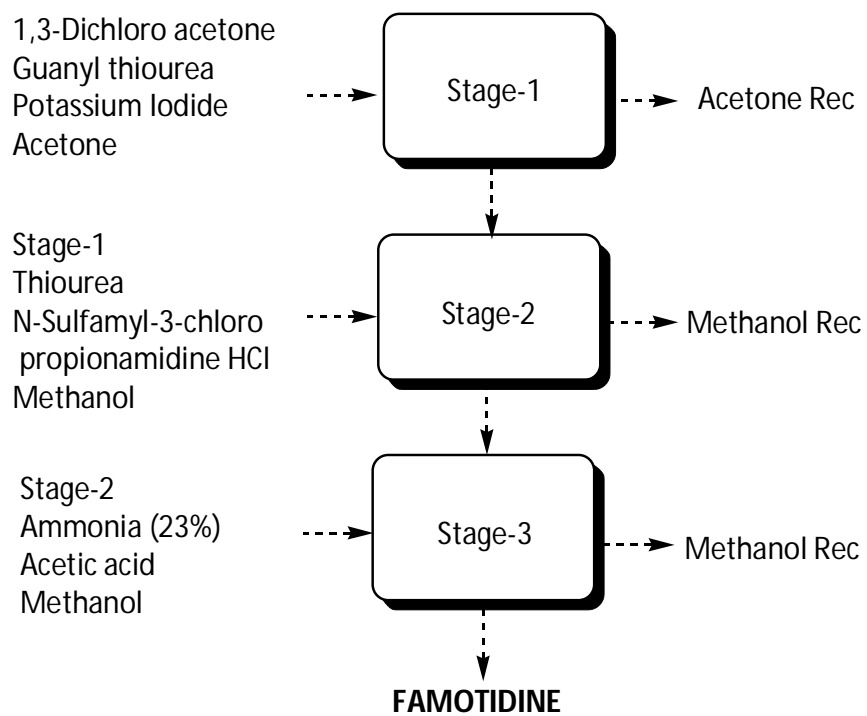 1,3-Dichloro acetone
Guanyl thiourea
Potassium Iodide
Acetone
Stage-1
Acetone Rec
Stage-1
Thiourea
N-Sulfamyl-3-chloro
propionamidine HCl
Methanol
Stage-2
Methanol Rec
Stage-2
Ammonia (23%)
Acetic acid
Methanol
Stage-3
Methanol Rec
FAMOTIDINE